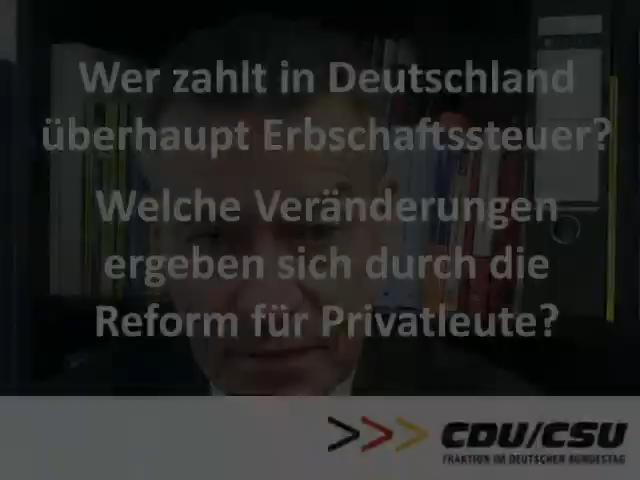 Wer zahlt in Deutschland
überhaupt Erbschaftssteuer?
Welche Veränderungen
ergeben sich durch die
Reform für Privatleute?
CDU/CSU
FRAKTION IM DEUTSCHEN BUNDESTAG